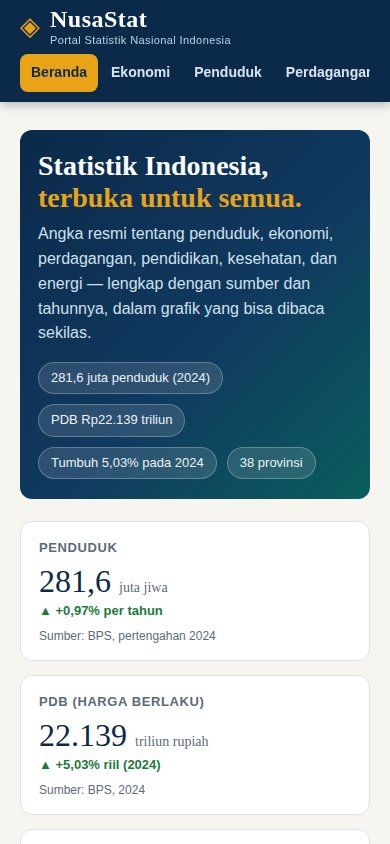 NusaStat
Portal Statistik Nasional Indonesia
Beranda Ekonomi Penduduk Perdagangan
Statistik Indonesia,
terbuka untuk semua.
Angka resmi tentang penduduk, ekonomi,
perdagangan, pendidikan, kesehatan, dan
energi — lengkap dengan sumber dan
tahunnya, dalam grafik yang bisa dibaca
sekilas.
281,6 juta penduduk (2024)
PDB Rp22.139 triliun
Tumbuh 5,03% pada 2024 38 provinsi
PENDUDUK
281,6 juta jiwa
▲ +0,97% per tahun
Sumber: BPS, pertengahan 2024
PDB (HARGA BERLAKU)
22.139 triliun rupiah
▲ +5,03% riil (2024)
Sumber: BPS, 2024